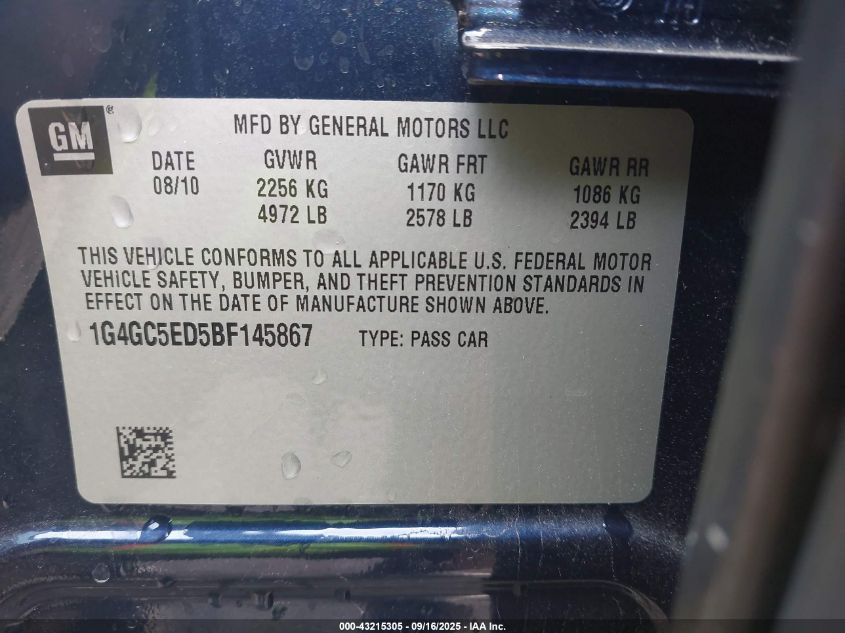 GM®
MFD BY GENERAL MOTORS LLC
DATE GVWR GAWR FRT GAWR RR
08/10 2256 KG 1170 KG 1086 KG
4972 LB 2578 LB 2394 LB
THIS VEHICLE CONFORMS TO ALL APPLICABLE U.S. FEDERAL MOTOR
VEHICLE SAFETY, BUMPER, AND THEFT PREVENTION STANDARDS IN
EFFECT ON THE DATE OF MANUFACTURE SHOWN ABOVE.
1G4GC5ED5BF145867 TYPE: PASS CAR
000-43215305 - 09/16/2025 - IAA Inc.